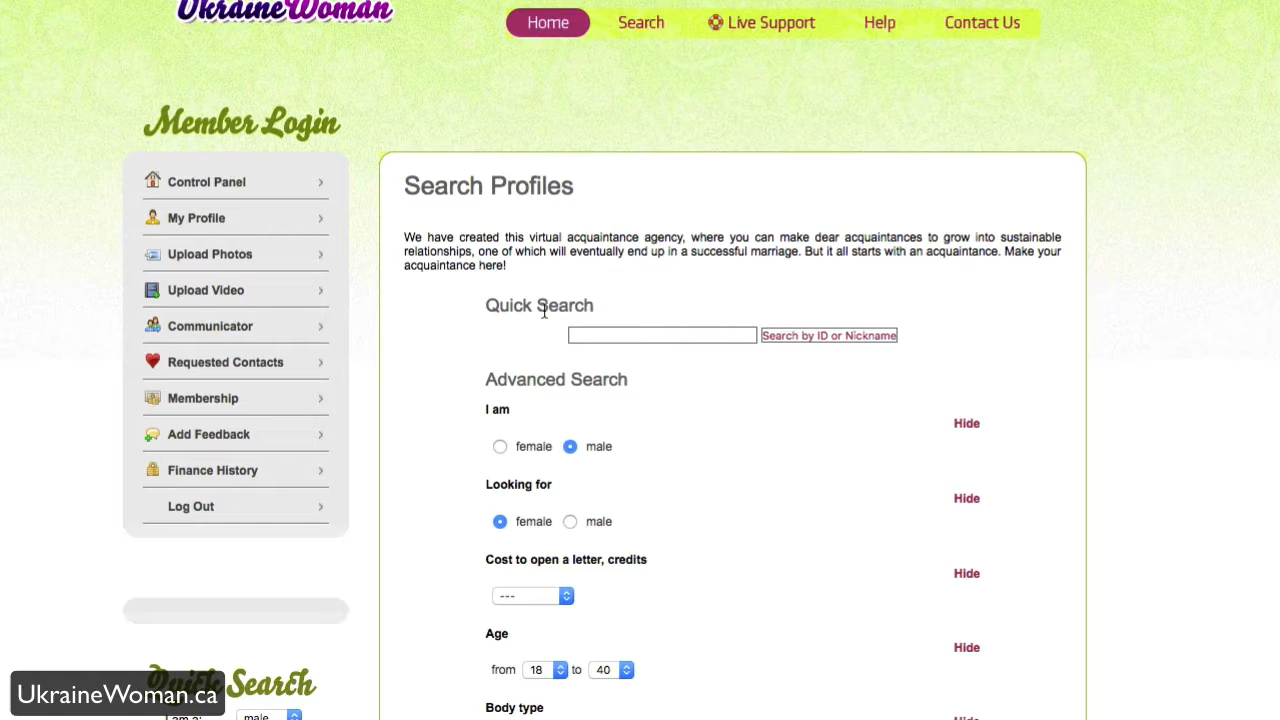 UkraineWoman
Home Search Live Support Help Contact Us
Member Login
Control Panel
My Profile
Upload Photos
Upload Video
Communicator
Requested Contacts
Membership
Add Feedback
Finance History
Log Out
Search Profiles
We have created this virtual acquaintance agency, where you can make dear acquaintances to grow into sustainable
relationships, one of which will eventually end up in a successful marriage. But it all starts with an acquaintance. Make your
acquaintance here!
Quick Search
Search by ID or Nickname
Advanced Search
I am
Hide
female male
Looking for
Hide
female male
Cost to open a letter, credits
Hide
---
Age
Hide
from 18 to 40
Body type
Quick Search
I am a: male
UkraineWoman.ca